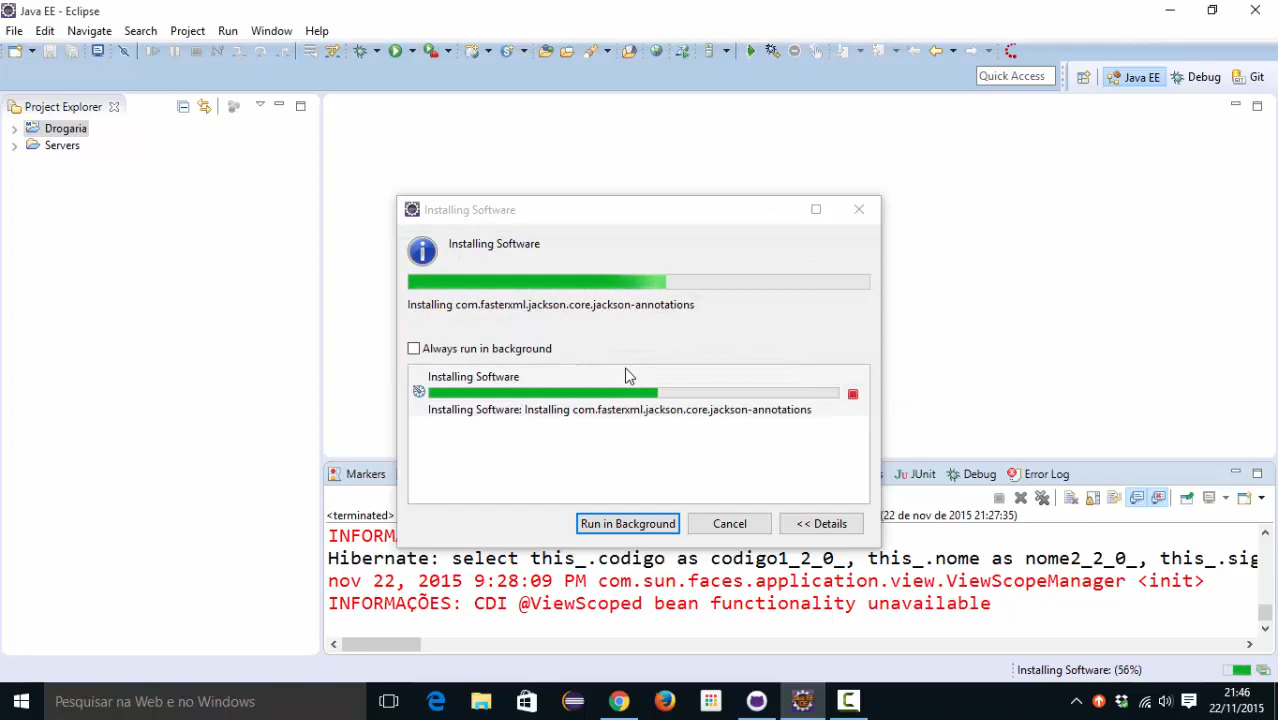 Java EE - Eclipse
File Edit Navigate Search Project Run Window Help
Quick Access Java EE Debug Git
Project Explorer
Drogaria
Servers
Installing Software
Installing Software
Installing com.fasterxml.jackson.core.jackson-annotations
Always run in background
Installing Software
Installing Software: Installing com.fasterxml.jackson.core.jackson-annotations
Run in Background Cancel << Details
Markers s JUnit Debug Error Log
<terminated> (22 de nov de 2015 21:27:35)
INFORM
Hibernate: select this_.codigo as codigo1_2_0_, this_.nome as nome2_2_0_, this_.sig
nov 22, 2015 9:28:09 PM com.sun.faces.application.view.ViewScopeManager <init>
INFORMAÇÕES: CDI @ViewScoped bean functionality unavailable
Installing Software: (56%)
Pesquisar na Web e no Windows
21:46
22/11/2015